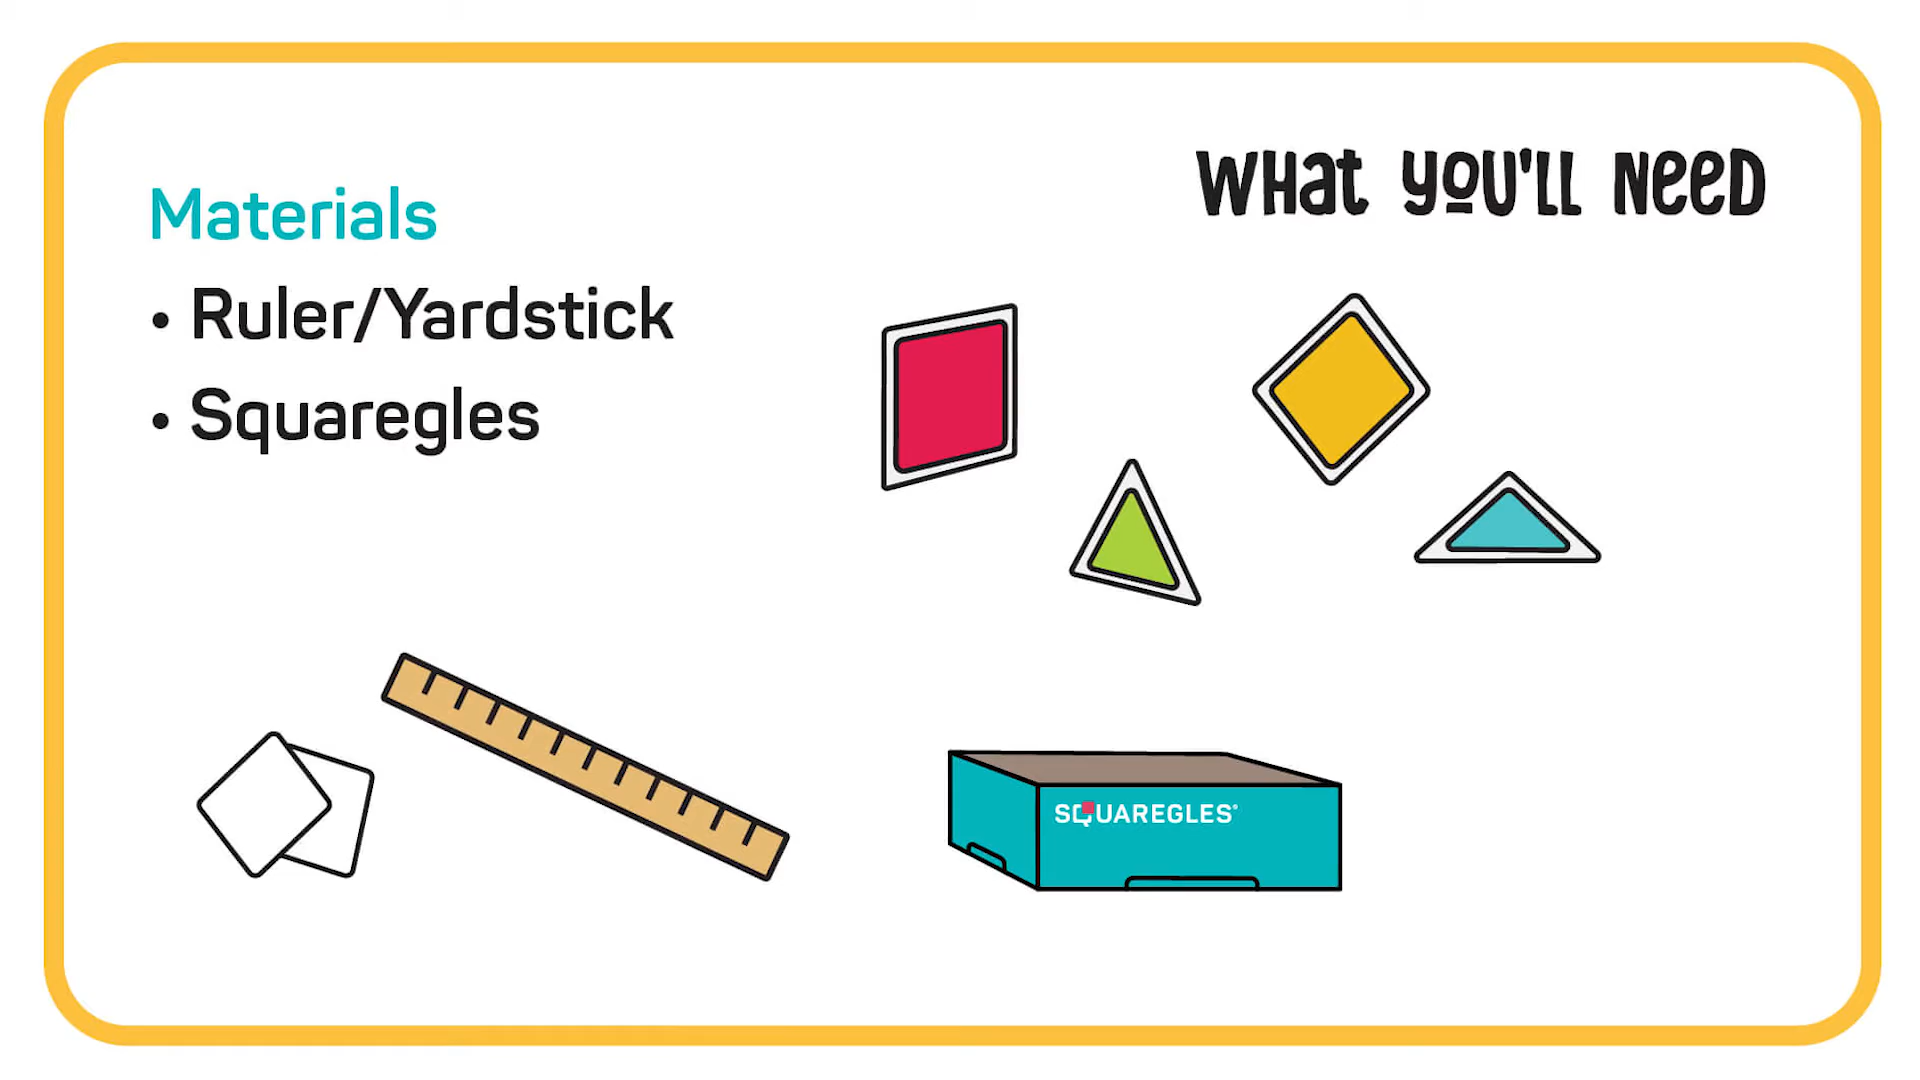 What you'll need
Materials
• Ruler/Yardstick
• Squaregles
SQUAREGLES®